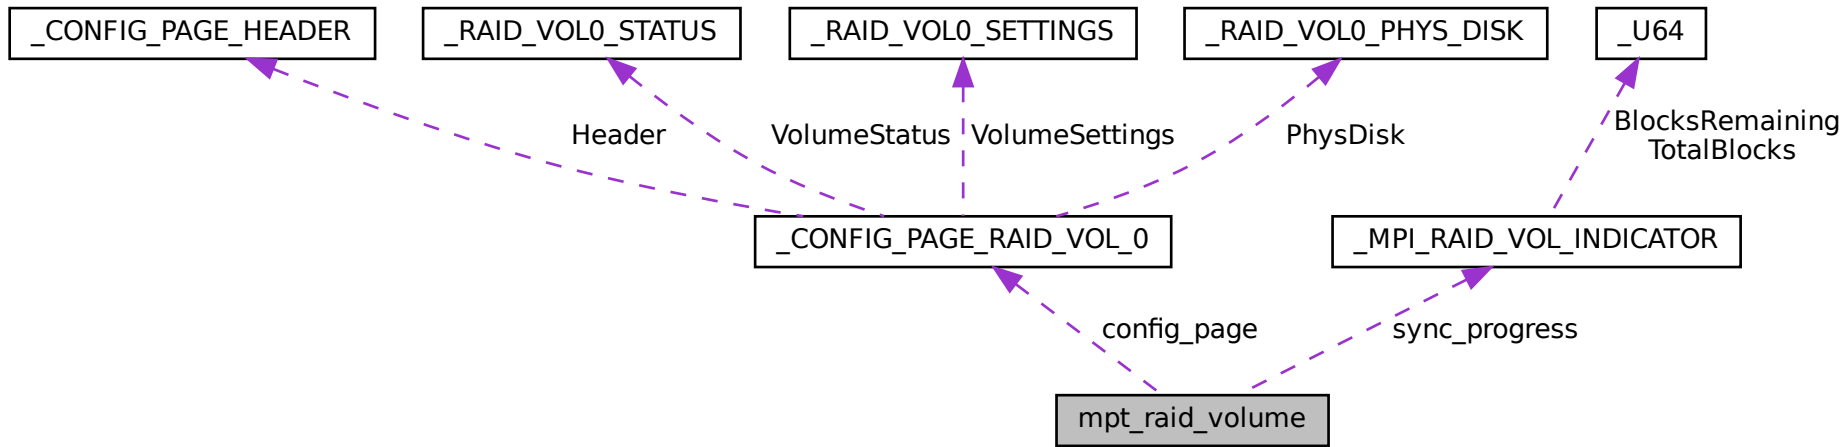 _CONFIG_PAGE_HEADER
_RAID_VOL0_STATUS
_RAID_VOL0_SETTINGS
_RAID_VOL0_PHYS_DISK
_U64
Header
VolumeStatus
VolumeSettings
PhysDisk
BlocksRemaining
TotalBlocks
_CONFIG_PAGE_RAID_VOL_0
_MPI_RAID_VOL_INDICATOR
config_page
sync_progress
mpt_raid_volume